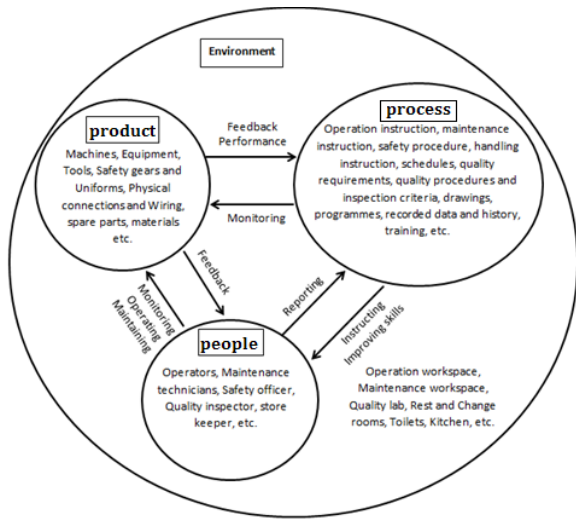 Environment
product
Machines, Equipment,
Tools, Safety gears and
Uniforms, Physical
connections and Wiring,
spare parts, materials
etc.
Feedback
Performance
Monitoring
process
Operation instruction, maintenance
instruction, safety procedure, handling
instruction, schedules, quality
requirements, quality procedures and
inspection criteria, drawings,
programmes, recorded data and history,
training, etc.
Feedback
Monitoring
Operating
Maintaining
Reporting
Instructing
Improving skills
people
Operators, Maintenance
technicians, Safety officer,
Quality inspector, store
keeper, etc.
Operation workspace,
Maintenance workspace,
Quality lab, Rest and Change
rooms, Toilets, Kitchen, etc.